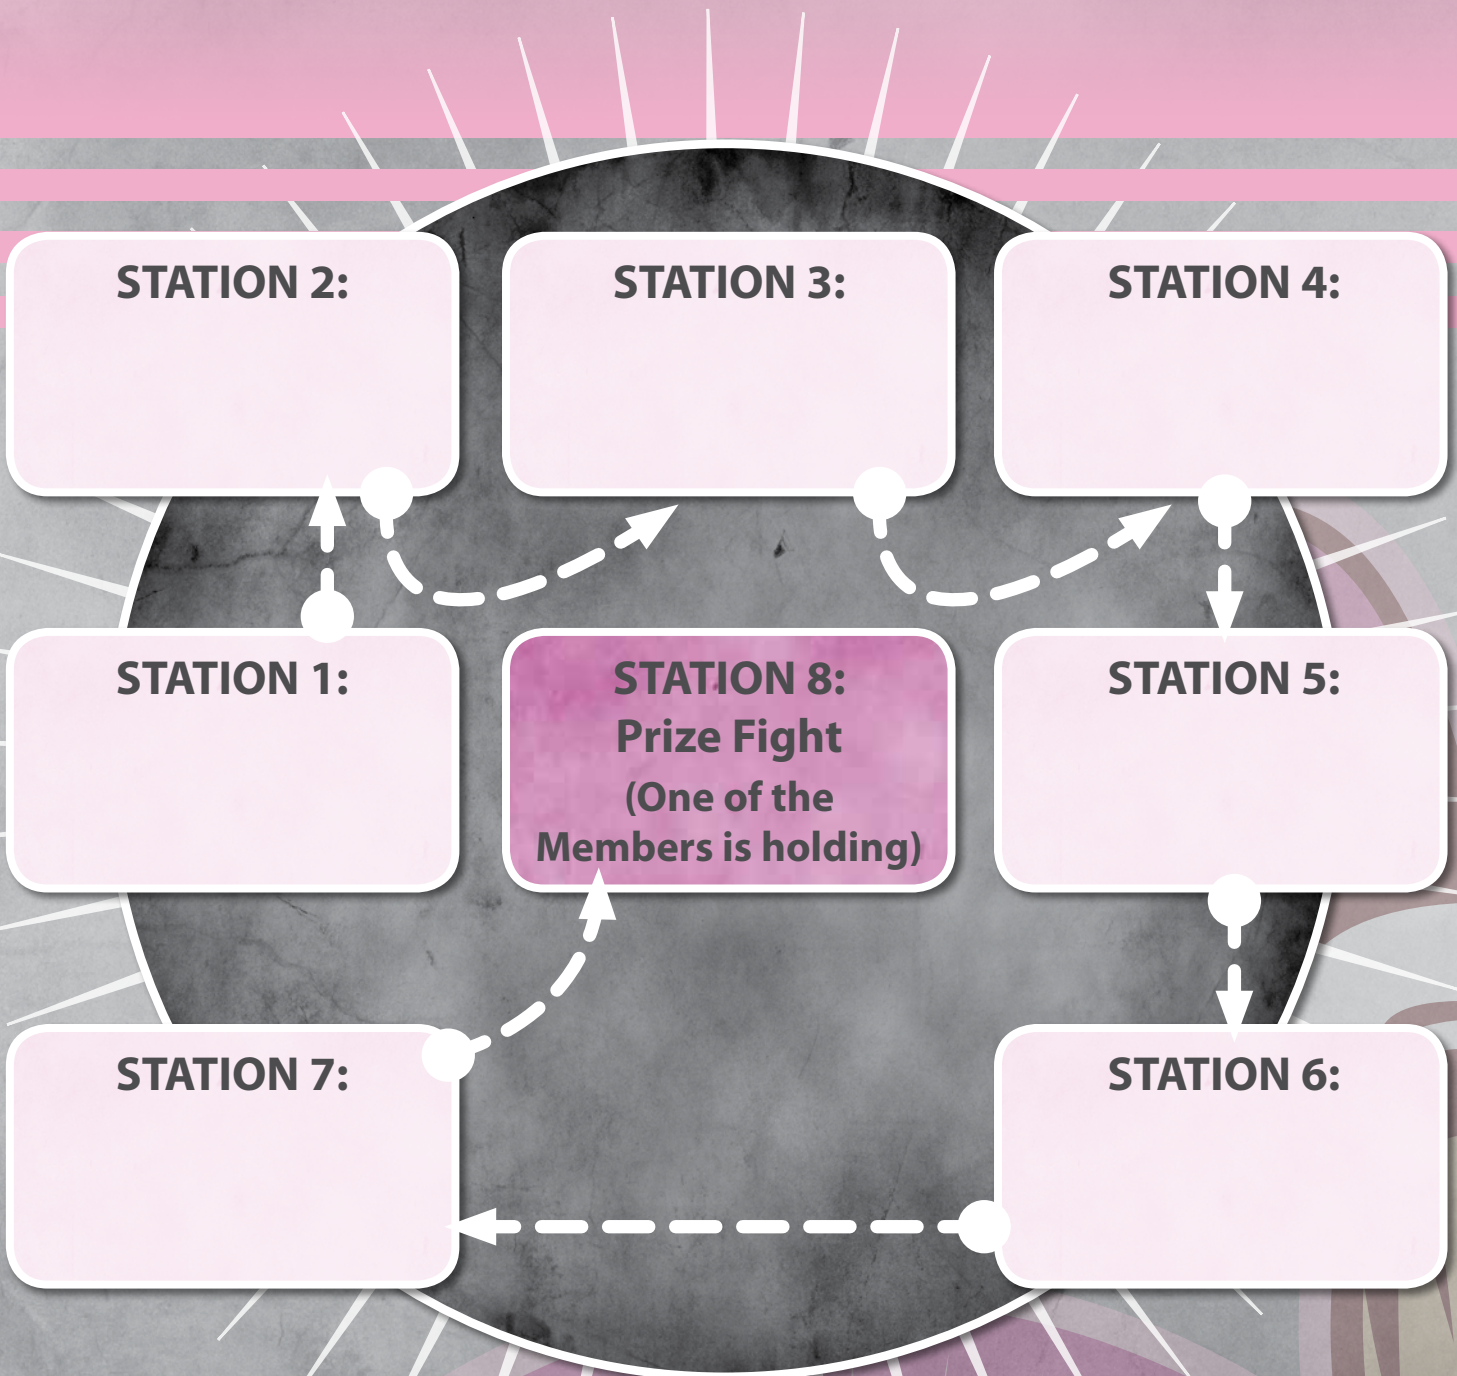 STATION 2:
STATION 3:
STATION 4:
STATION 1:
STATION 8:
Prize Fight
(One of the
Members is holding)
STATION 5:
STATION 7:
STATION 6: